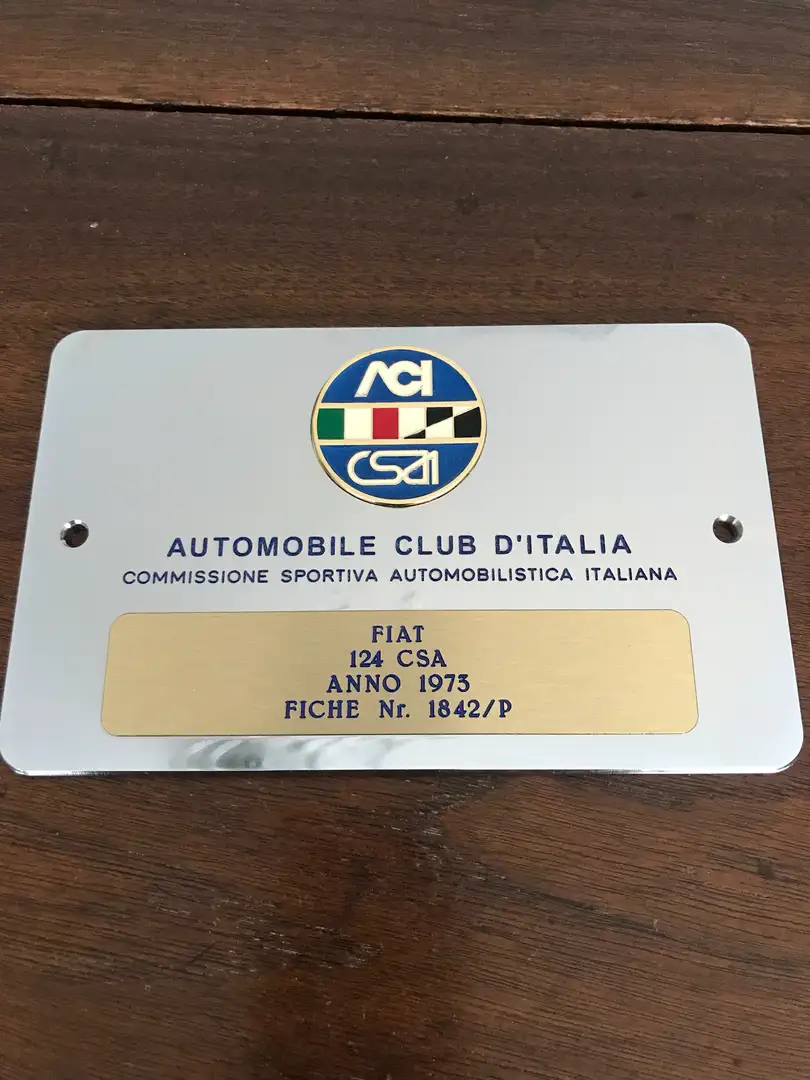 ACI
CSAI
AUTOMOBILE CLUB D'ITALIA
COMMISSIONE SPORTIVA AUTOMOBILISTICA ITALIANA
FIAT
124 CSA
ANNO 1973
FICHE Nr. 1842/P